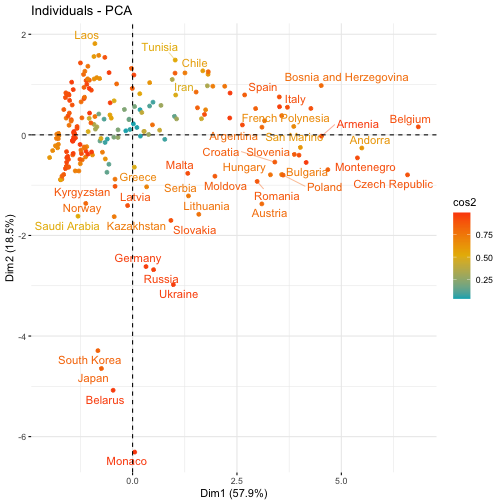 Individuals - PCA
2
0
-2
-4
-6
Dim2 (18.5%)
Laos
Tunisia
Chile
Iran
Bosnia and Herzegovina
Spain
Italy
French Polynesia
Armenia
Belgium
Argentina
San Marino
Andorra
Croatia
Slovenia
Malta
Hungary
Bulgaria
Montenegro
Greece
Moldova
Poland
Czech Republic
Kyrgyzstan
Latvia
Serbia
Romania
Norway
Lithuania
Austria
Saudi Arabia
Kazakhstan
Slovakia
Germany
Russia
Ukraine
South Korea
Japan
Belarus
Monaco
0.0
2.5
5.0
Dim1 (57.9%)
cos2
0.75
0.50
0.25